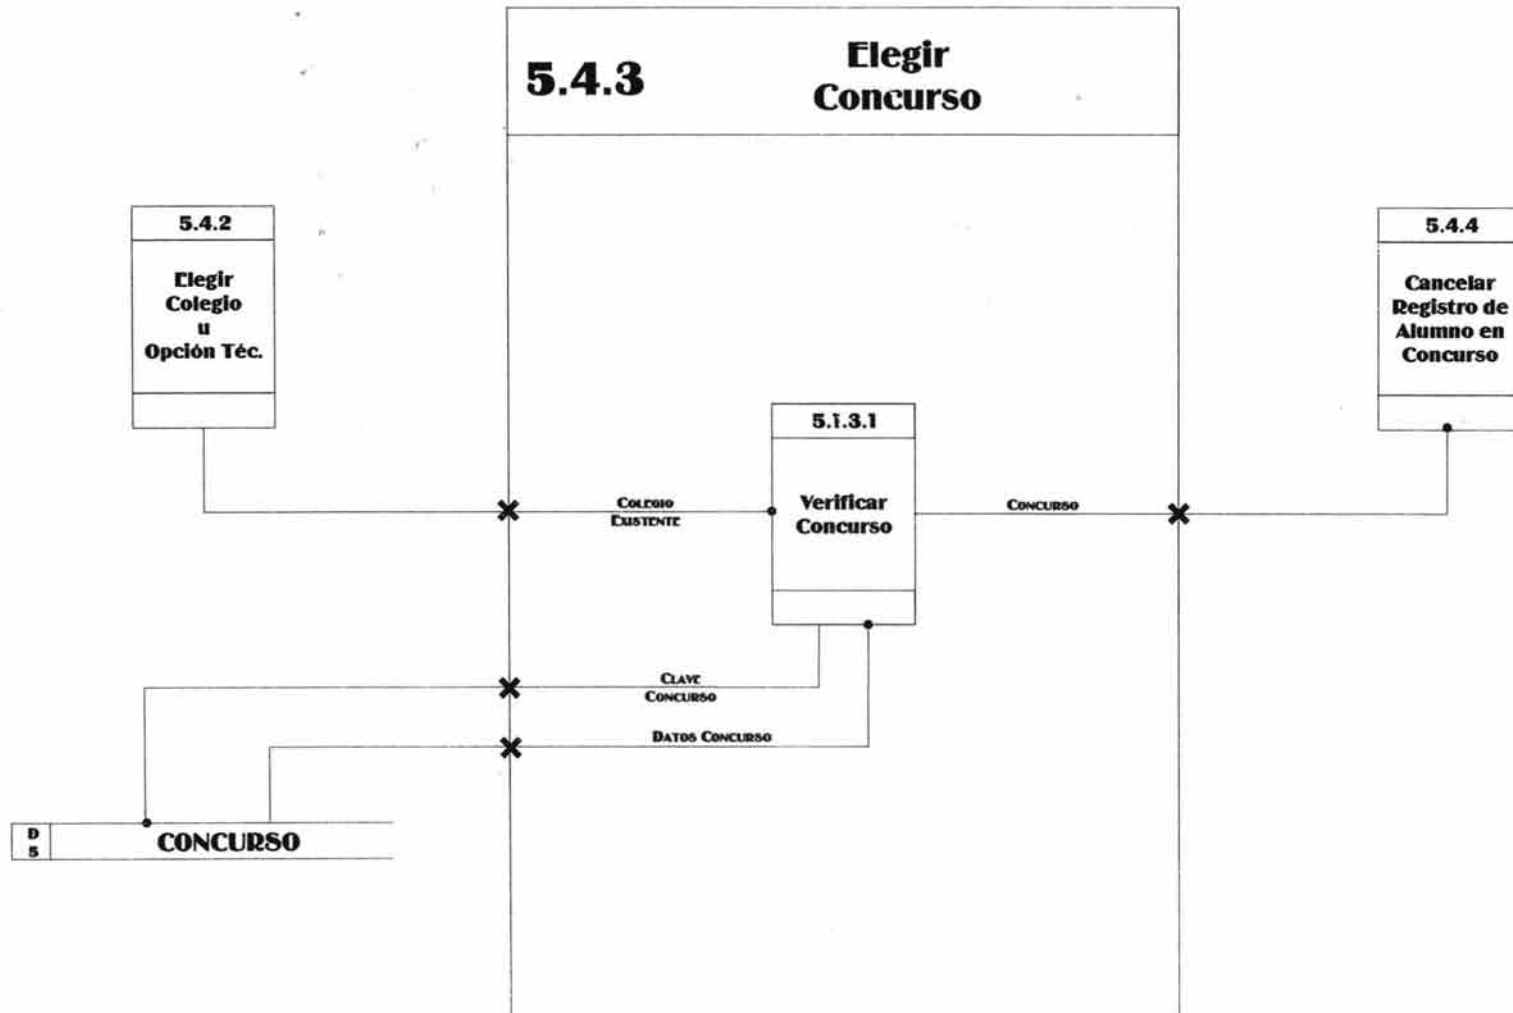 5.4.3
Elegir
Concurso
5.4.2
Elegir
Colegio
u
Opción Téc.
5.4.4
Cancelar
Registro de
Alumno en
Concurso
5.1.3.1
Verificar
Concurso
COLEGIO
EXISTENTE
CONCURSO
CLAVE
CONCURSO
DATOS CONCURSO
D
5
CONCURSO